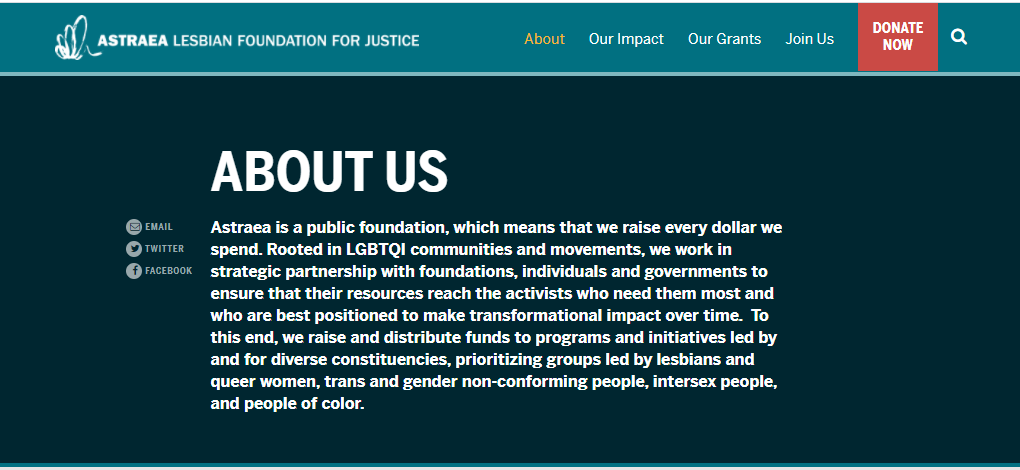 ASTRAEA LESBIAN FOUNDATION FOR JUSTICE
About
Our Impact
Our Grants
Join Us
DONATE
NOW
ABOUT US
EMAIL
TWITTER
FACEBOOK
Astraea is a public foundation, which means that we raise every dollar we
spend. Rooted in LGBTQI communities and movements, we work in
strategic partnership with foundations, individuals and governments to
ensure that their resources reach the activists who need them most and
who are best positioned to make transformational impact over time.  To
this end, we raise and distribute funds to programs and initiatives led by
and for diverse constituencies, prioritizing groups led by lesbians and
queer women, trans and gender non-conforming people, intersex people,
and people of color.